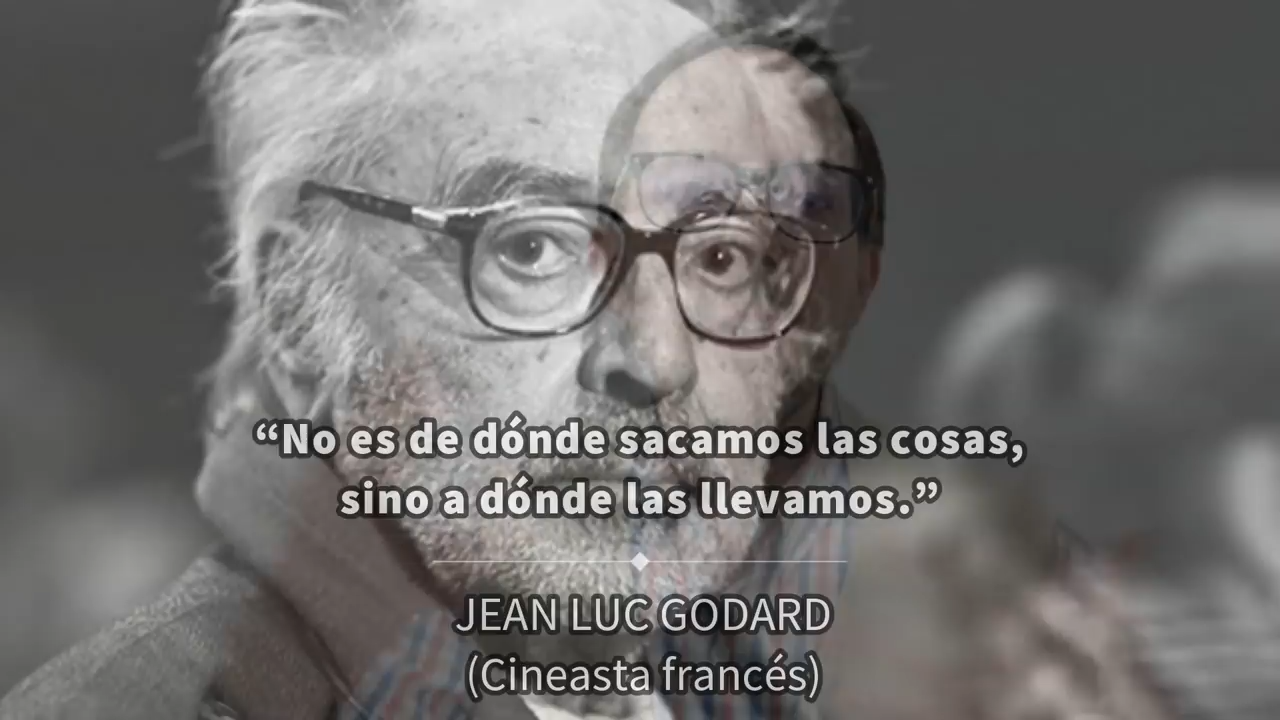 “No es de dónde sacamos las cosas,
sino a dónde las llevamos.”
JEAN LUC GODARD
(Cineasta francés)